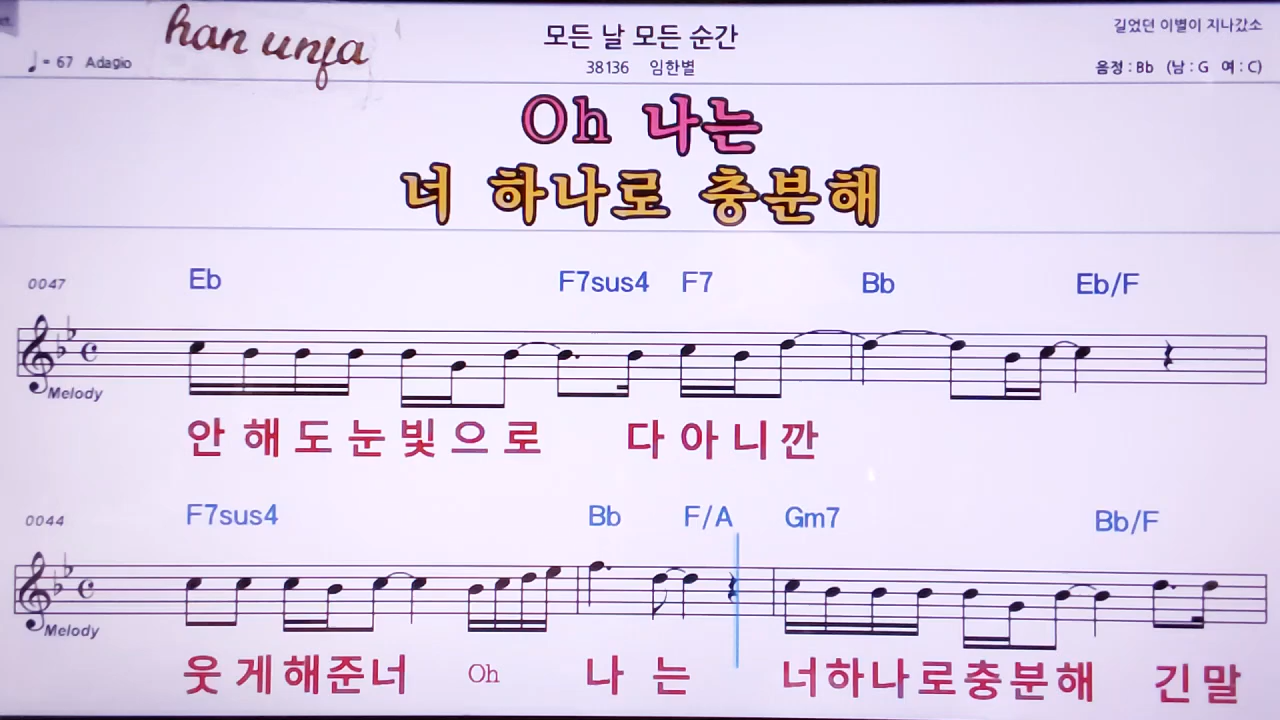 han unja
모든 날 모든 순간
길었던 이별이 지나갔소
♩= 67 Adagio
38136 임한별
음정 : Bb (남 : G 여 : C)
Oh 나는
너 하나로 충분해
0047 Eb F7sus4 F7 Bb Eb/F
Melody
안 해 도 눈 빛 으 로 다 아 니 깐
0044 F7sus4 Bb F/A Gm7 Bb/F
Melody
웃 게 해 준 너 Oh 나 는 너 하 나 로 충 분 해 긴 말